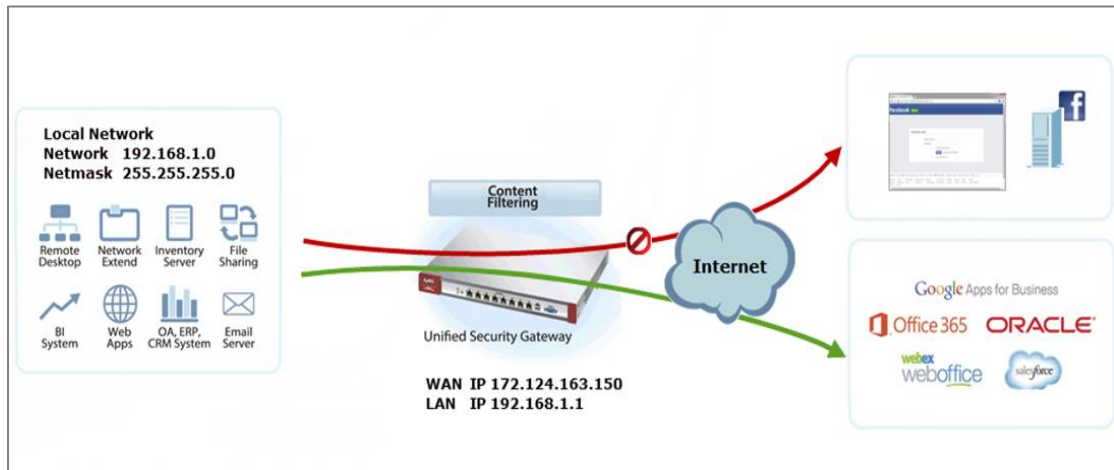 Local Network
Network 192.168.1.0
Netmask 255.255.255.0
Remote Desktop
Network Extend
Inventory Server
File Sharing
BI System
Web Apps
OA, ERP, CRM System
Email Server
Content
Filtering
Unified Security Gateway
WAN IP 172.124.163.150
LAN IP 192.168.1.1
Internet
facebook
f
Google Apps for Business
Office 365
ORACLE
webex
weboffice
salesforce